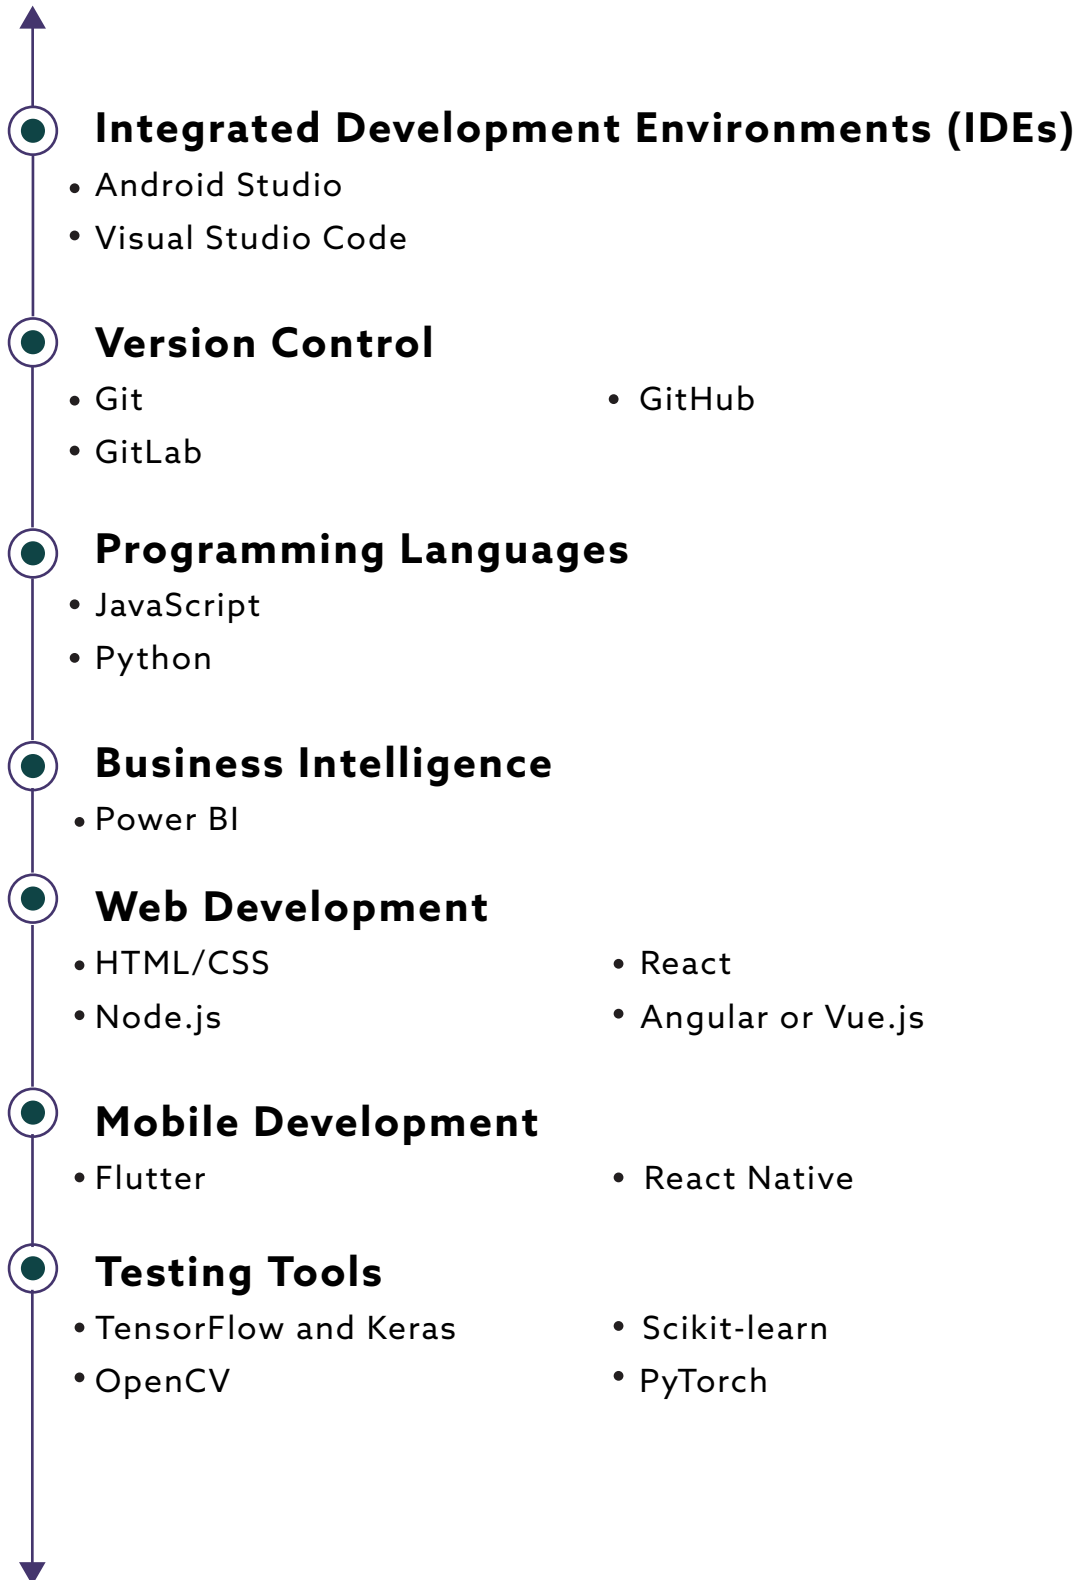 Integrated Development Environments (IDEs)
• Android Studio
• Visual Studio Code
Version Control
• Git
• GitHub
• GitLab
Programming Languages
• JavaScript
• Python
Business Intelligence
• Power BI
Web Development
• HTML/CSS
• React
• Node.js
• Angular or Vue.js
Mobile Development
• Flutter
• React Native
Testing Tools
• TensorFlow and Keras
• Scikit-learn
• OpenCV
• PyTorch